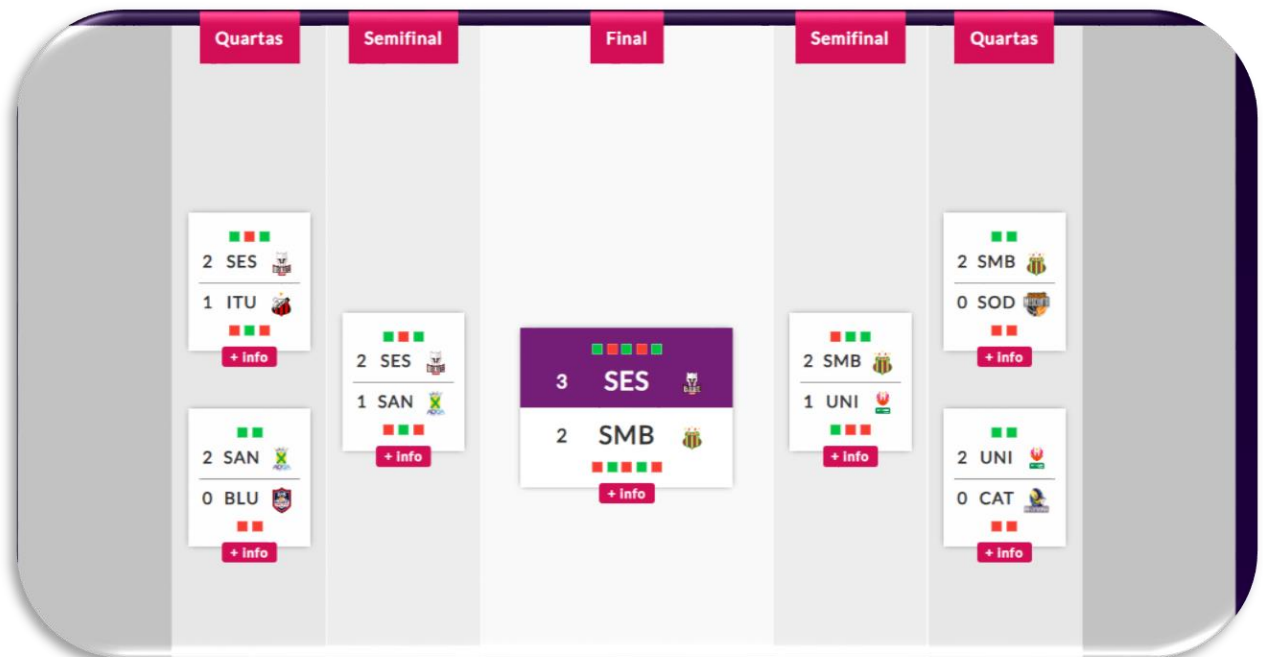 Quartas
Semifinal
Final
Semifinal
Quartas
2 SES
1 ITU
+ info
2 SAN
0 BLU
+ info
2 SES
1 SAN
+ info
3 SES
2 SMB
+ info
2 SMB
1 UNI
+ info
2 SMB
0 SOD
+ info
2 UNI
0 CAT
+ info